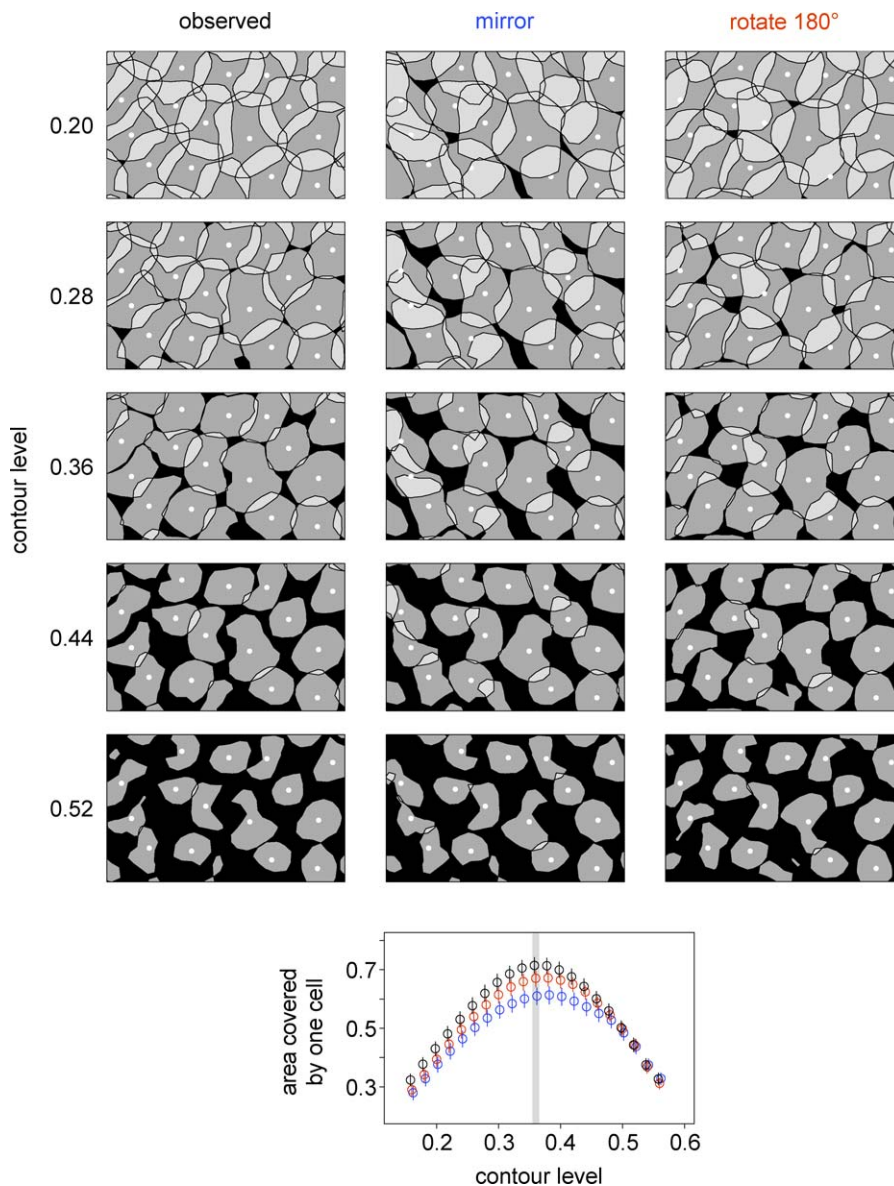 observed mirror rotate 180°
0.20
0.28
0.36
0.44
0.52
contour level
0.7
0.5
0.3
area covered
by one cell
0.2 0.3 0.4 0.5 0.6
contour level